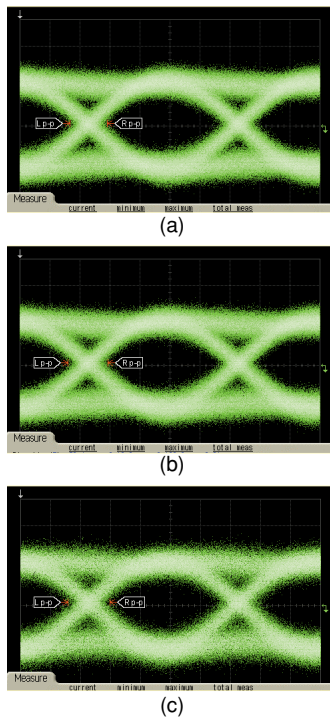 Lp-p Rp-p
Measure
current minimum maximum total meas
(a)
Lp-p Rp-p
Measure
current minimum maximum total meas
(b)
Lp-p Rp-p
Measure
current minimum maximum total meas
(c)